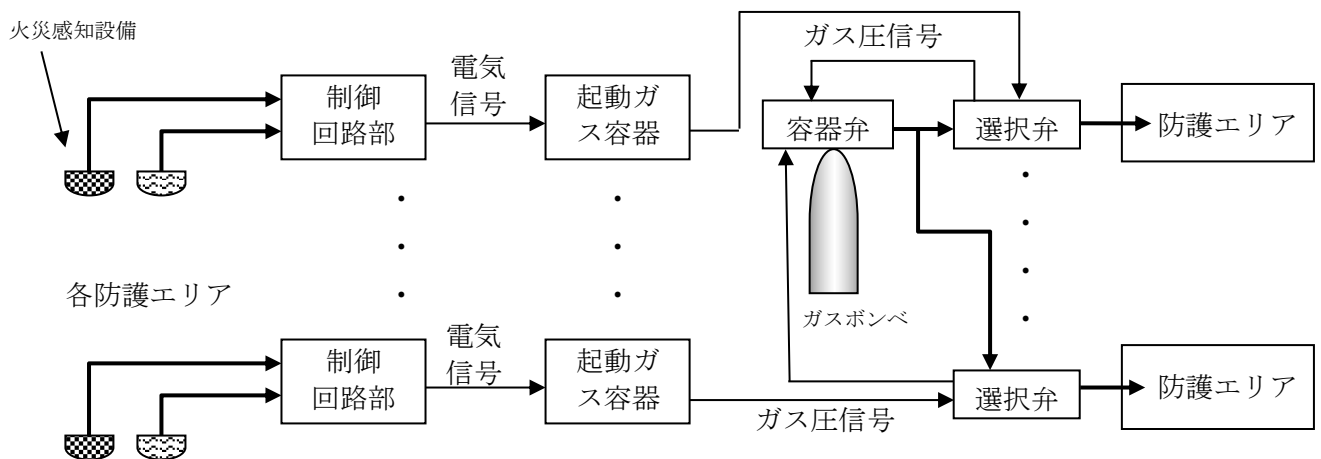 火災感知設備
ガス圧信号
電気
信号
制御
回路部
起動ガ
ス容器
容器弁
選択弁
防護エリア
各防護エリア
ガスボンベ
電気
信号
制御
回路部
起動ガ
ス容器
ガス圧信号
選択弁
防護エリア